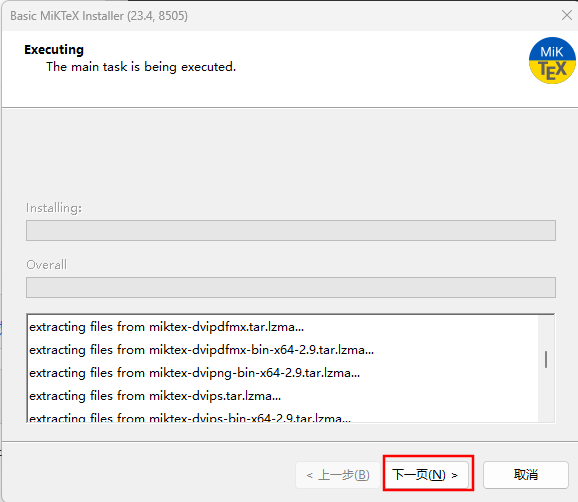 Basic MiKTeX Installer (23.4, 8505)
Executing
The main task is being executed.
MiK
TEX
Installing:
Overall
extracting files from miktex-dvipdfmx.tar.lzma...
extracting files from miktex-dvipdfmx-bin-x64-2.9.tar.lzma...
extracting files from miktex-dvipng-bin-x64-2.9.tar.lzma...
extracting files from miktex-dvips.tar.lzma...
extracting files from miktex-dvips-bin-x64-2.9.tar.lzma...
< 上一步(B)
下一页(N) >
取消